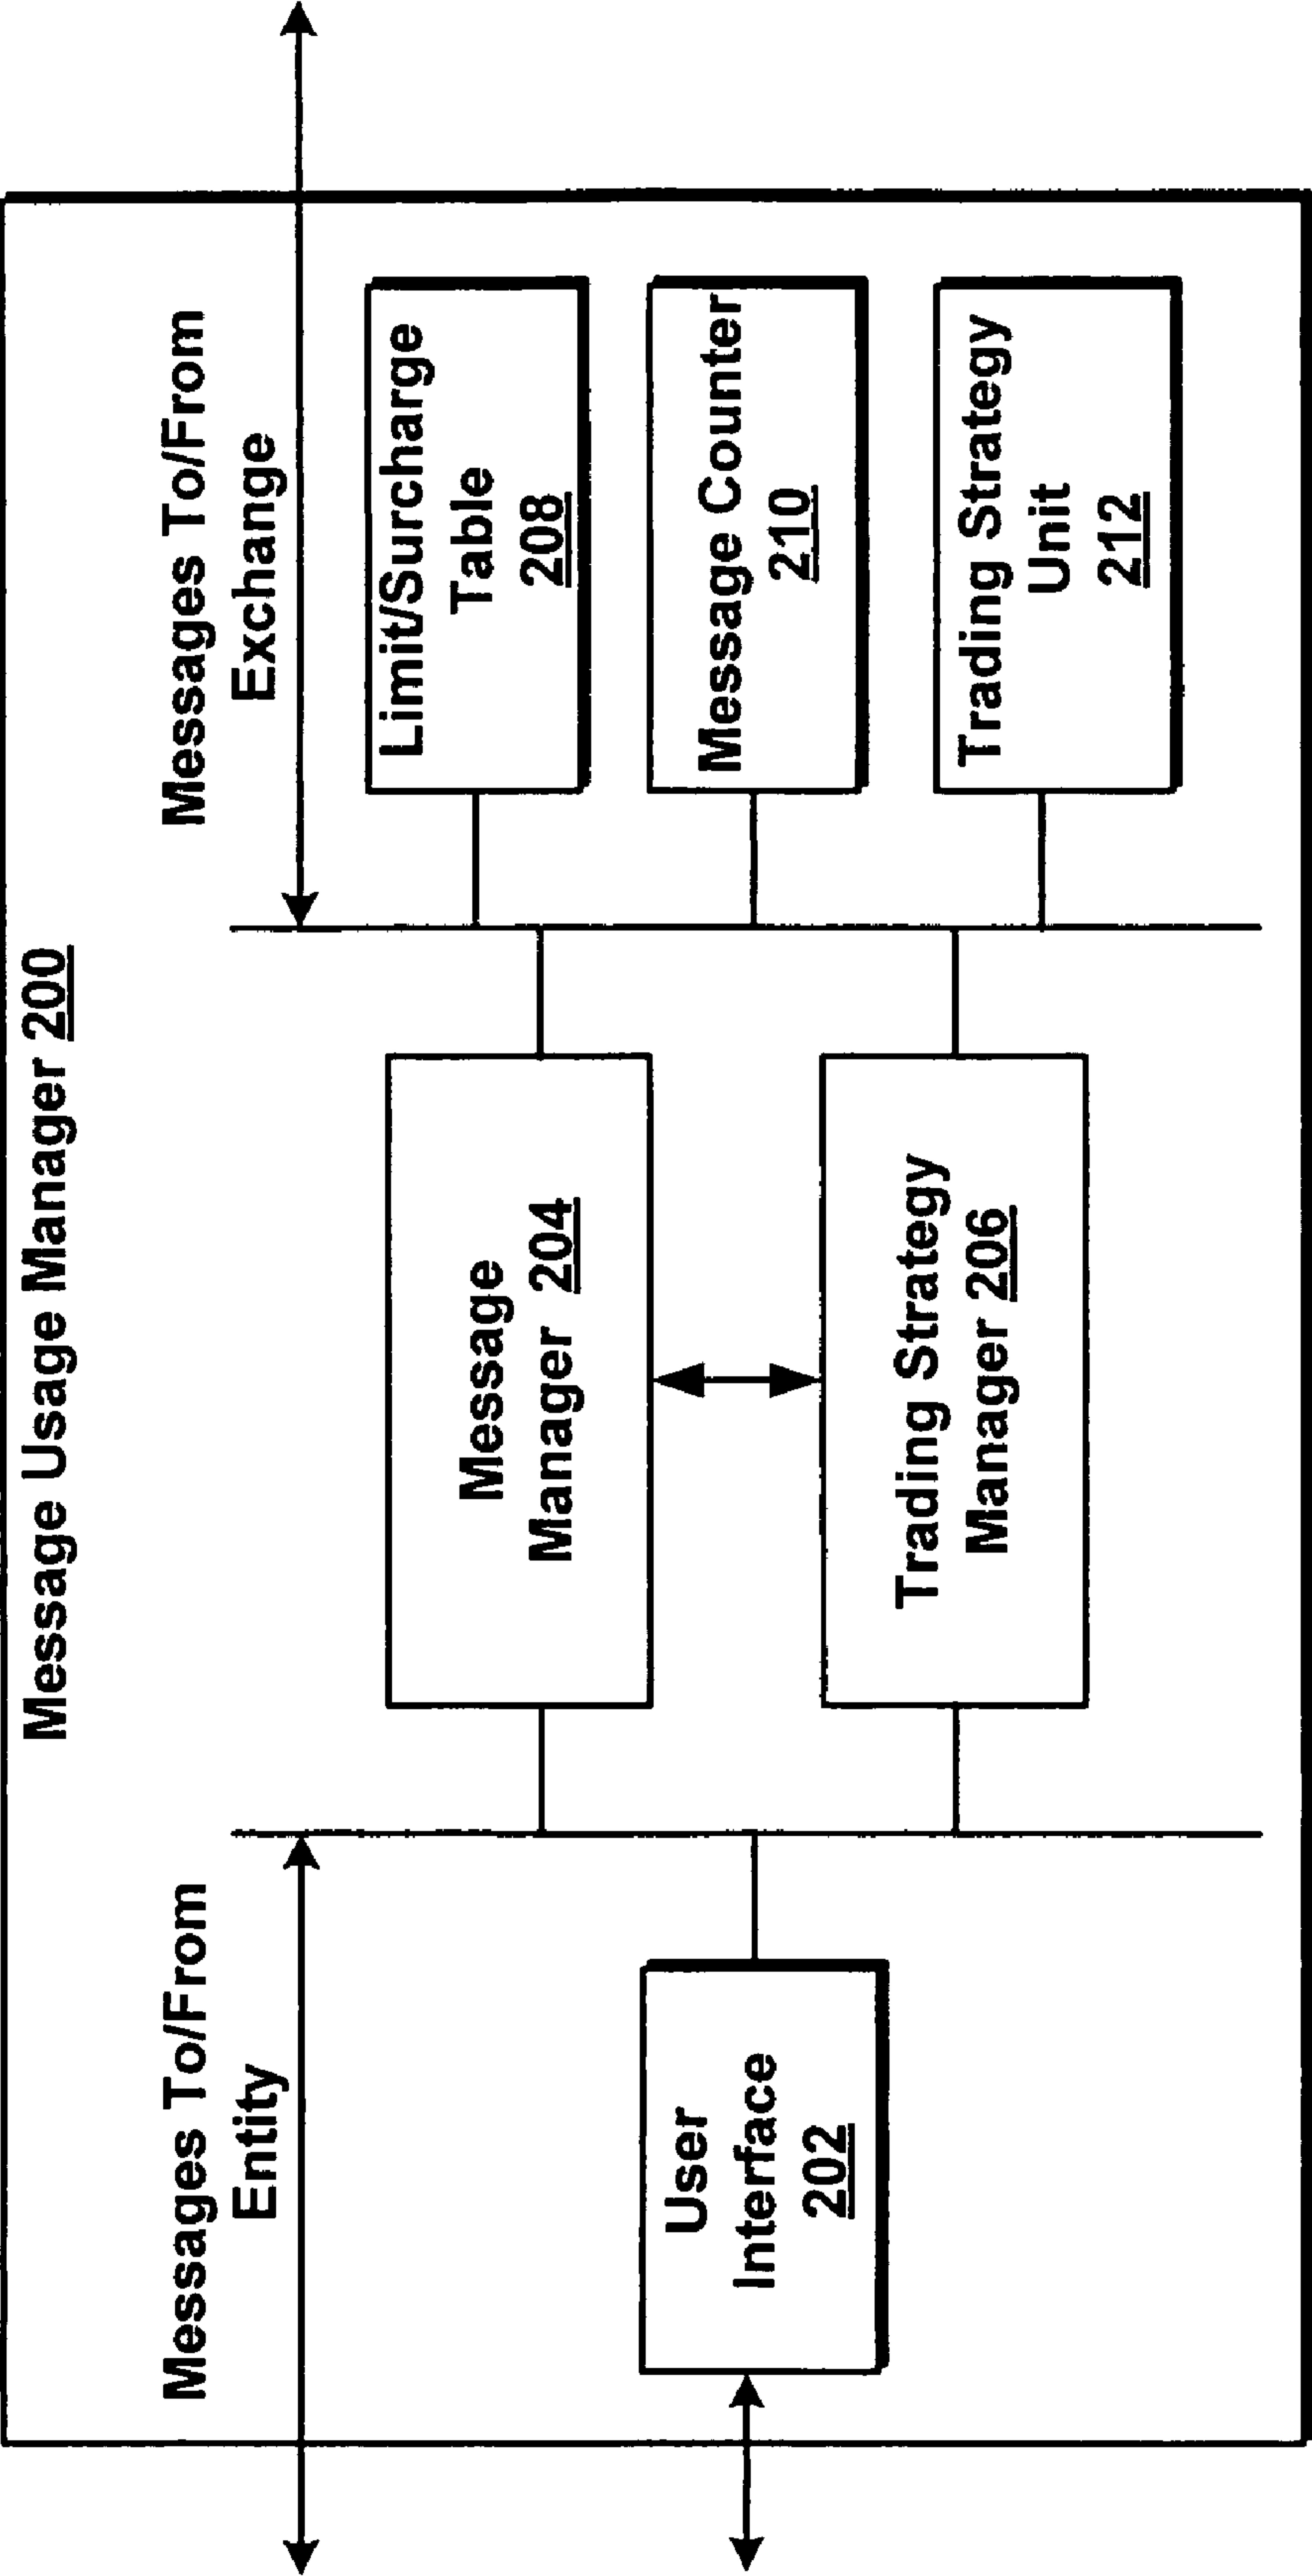 Message Usage Manager 200
Messages To/From
Entity
Messages To/From
Exchange
User
Interface
202
Message
Manager 204
Trading Strategy
Manager 206
Limit/Surcharge
Table
208
Message Counter
210
Trading Strategy
Unit
212